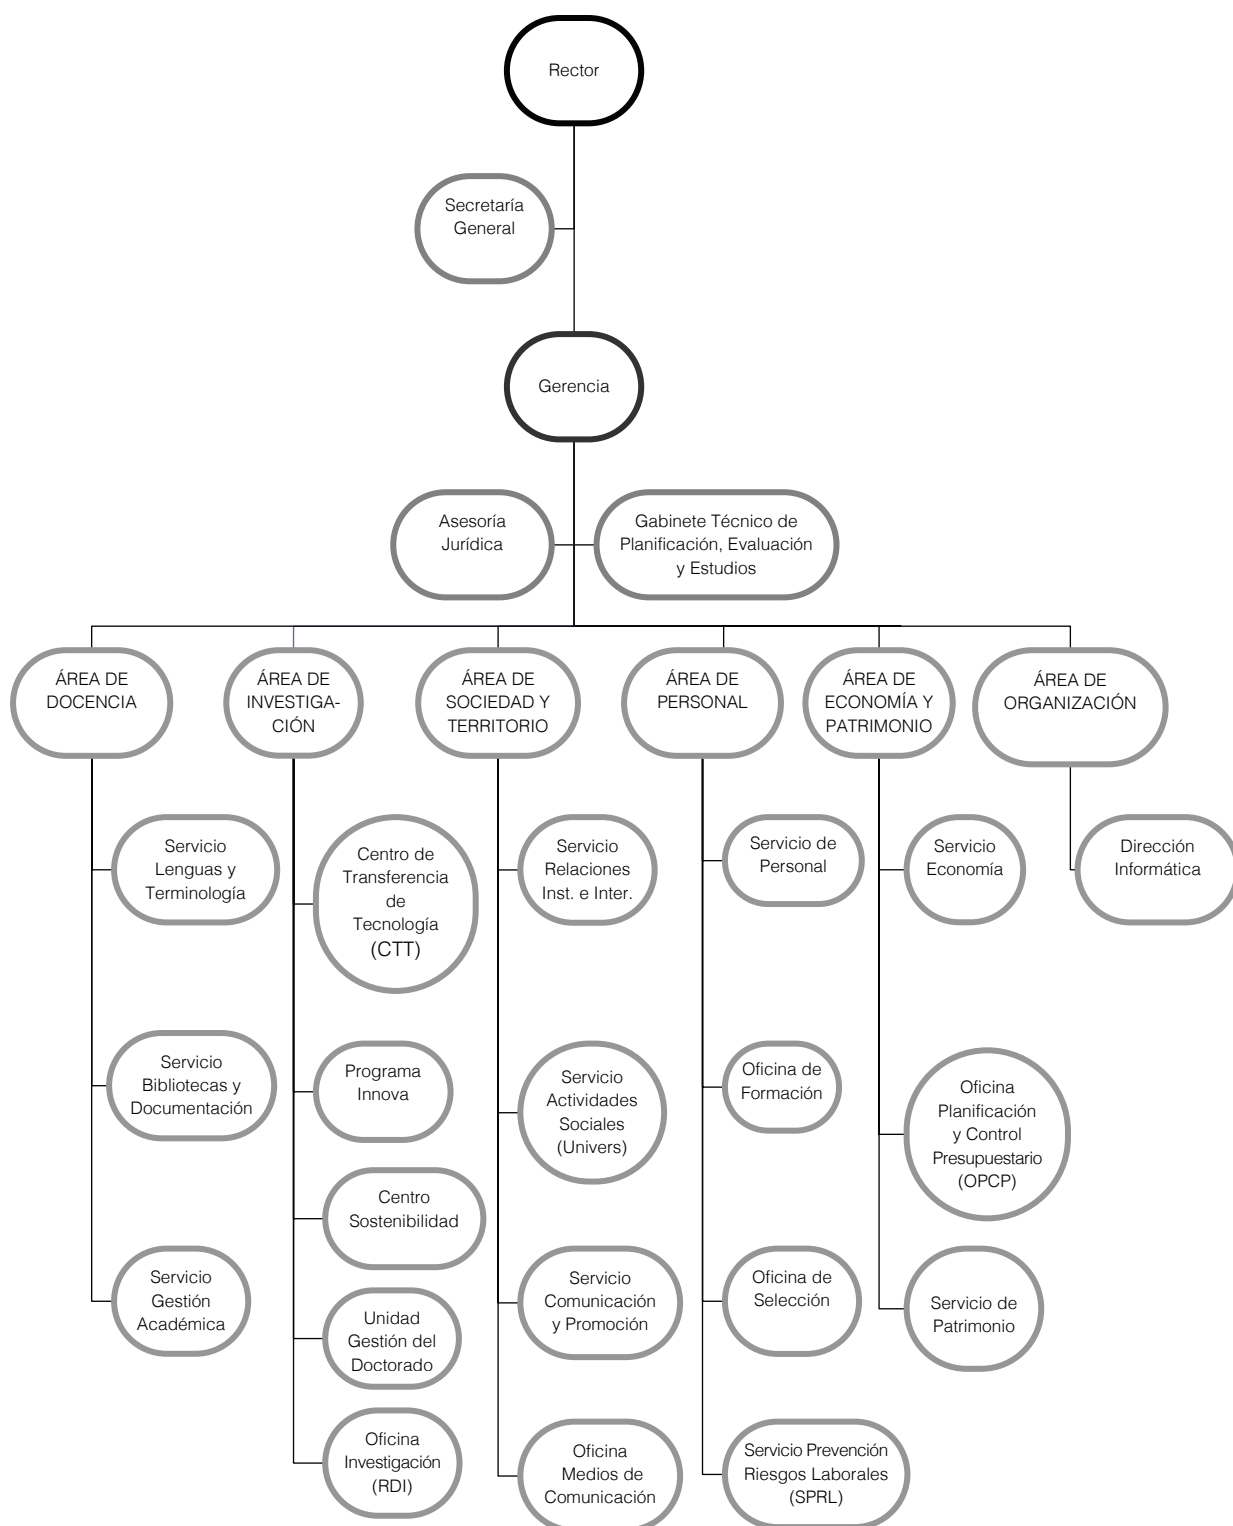 Rector
Secretaría
General
Gerencia
Asesoría
Jurídica
Gabinete Técnico de
Planificación, Evaluación
y Estudios
ÁREA DE
DOCENCIA
ÁREA DE
INVESTIGA-
CIÓN
ÁREA DE
SOCIEDAD Y
TERRITORIO
ÁREA DE
PERSONAL
ÁREA DE
ECONOMÍA Y
PATRIMONIO
ÁREA DE
ORGANIZACIÓN
Servicio
Lenguas y
Terminología
Servicio
Bibliotecas y
Documentación
Servicio
Gestión
Académica
Centro de
Transferencia
de
Tecnología
(CTT)
Programa
Innova
Centro
Sostenibilidad
Unidad
Gestión del
Doctorado
Oficina
Investigación
(RDI)
Servicio
Relaciones
Inst. e Inter.
Servicio
Actividades
Sociales
(Univers)
Servicio
Comunicación
y Promoción
Oficina
Medios de
Comunicación
Servicio de
Personal
Oficina de
Formación
Oficina de
Selección
Servicio Prevención
Riesgos Laborales
(SPRL)
Servicio
Economía
Oficina
Planificación
y Control
Presupuestario
(OPCP)
Servicio de
Patrimonio
Dirección
Informática